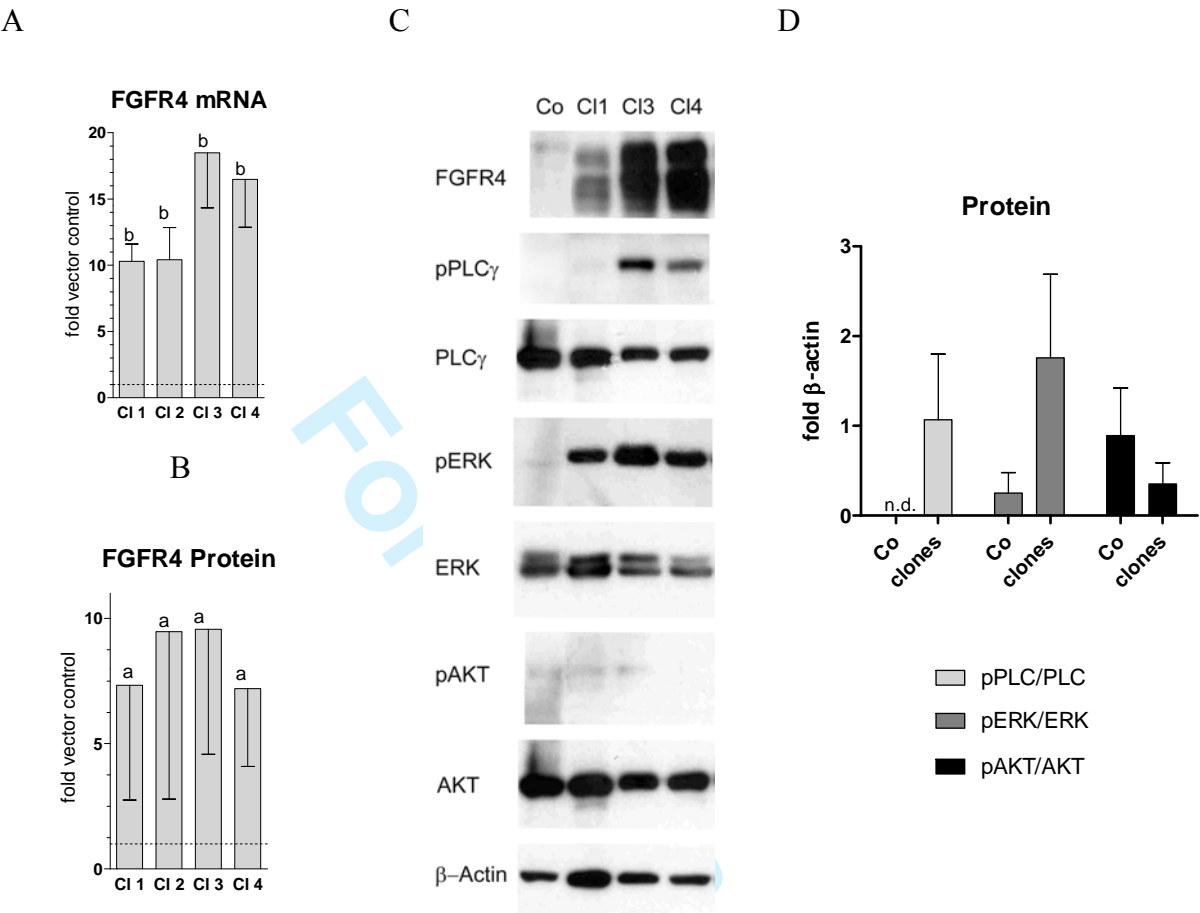 A
FGFR4 mRNA
fold vector control
20
15
10
5
0
b
b
b
b
Cl 1 Cl 2 Cl 3 Cl 4
B
FGFR4 Protein
fold vector control
10
5
0
a
a
a
a
Cl 1 Cl 2 Cl 3 Cl 4
C
Co Cl1 Cl3 Cl4
FGFR4
pPLCγ
PLCγ
pERK
ERK
pAKT
AKT
β–Actin
For
D
Protein
fold β-actin
3
2
1
0
n.d.
Co
clones
Co
clones
Co
clones
pPLC/PLC
pERK/ERK
pAKT/AKT